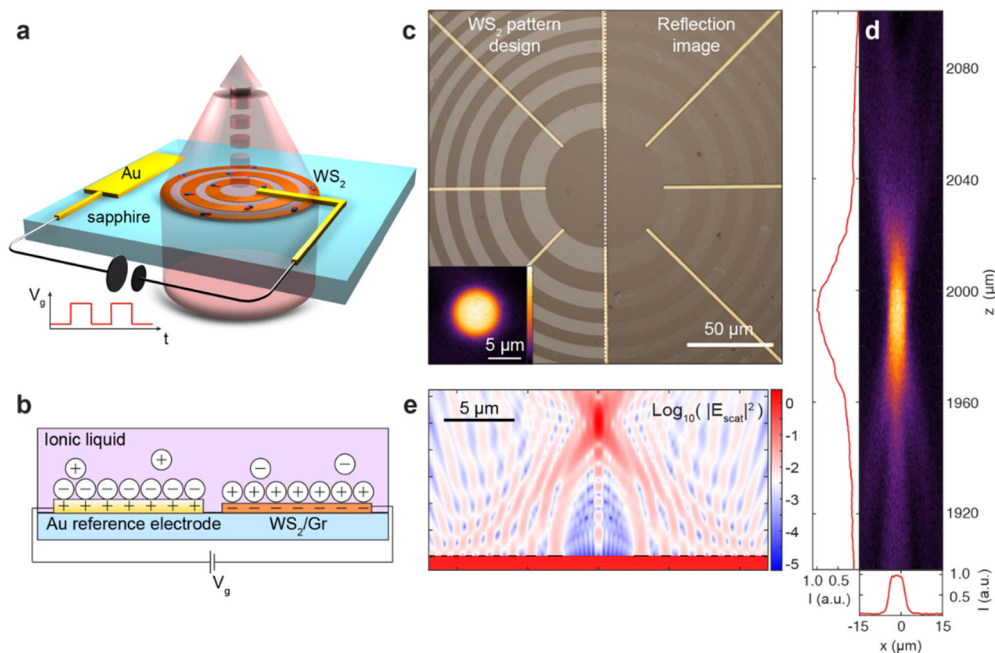 a
Au
WS2
sapphire
Vg
t
b
Ionic liquid
Au reference electrode
WS2/Gr
Vg
c
WS2 pattern
design
Reflection
image
5 µm
50 µm
e
5 µm
Log10( |Escat|2 )
0
-1
-2
-3
-4
-5
d
2080
2040
2000
1960
1920
z (µm)
1.0 0.5
I (a.u.)
1.0
0.5
I (a.u.)
-15 0 15
x (µm)